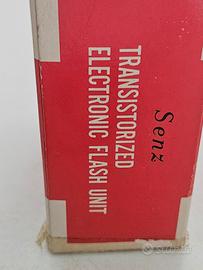 Senz
TRANSISTORIZED
ELECTRONIC FLASH UNIT